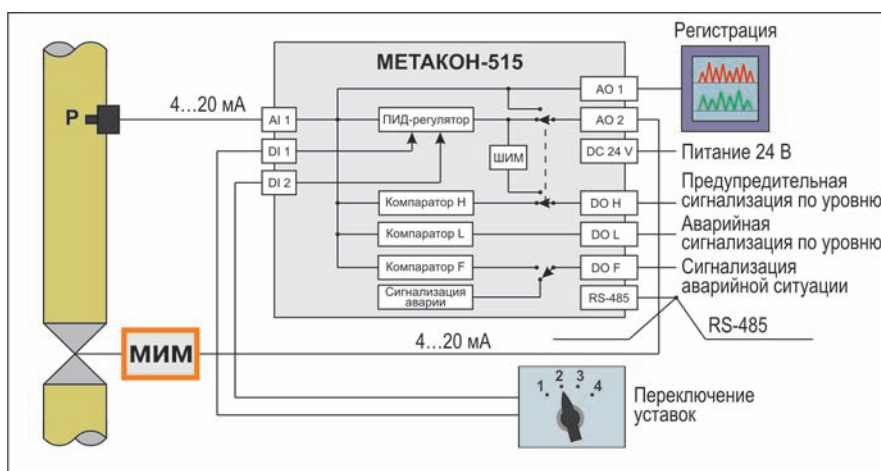 Регистрация
МЕТАКОН-515
P
4...20 мА
AI 1
ПИД-регулятор
AO 1
AO 2
DI 1
ШИМ
DC 24 V
Питание 24 В
DI 2
Компаратор H
DO H
Предупредительная
сигнализация по уровню
Компаратор L
DO L
Аварийная
сигнализация по уровню
Компаратор F
DO F
Сигнализация
аварийной ситуации
Сигнализация
аварии
RS-485
RS-485
4...20 мА
МИМ
1 2 3 4
Переключение
уставок